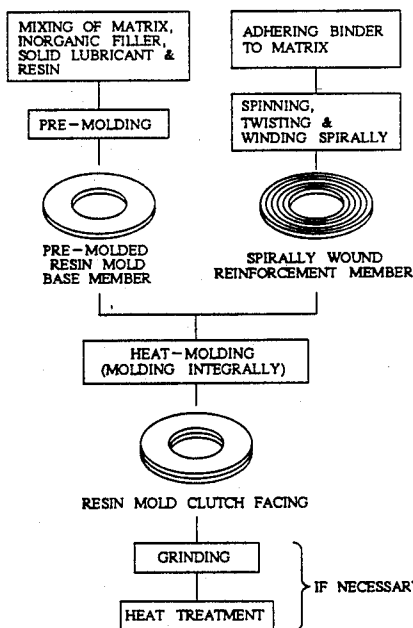 MIXING OF MATRIX,
INORGANIC FILLER,
SOLID LUBRICANT &
RESIN
ADHERING BINDER
TO MATRIX
PRE-MOLDING
SPINNING,
TWISTING &
WINDING SPIRALLY
PRE-MOLDED
RESIN MOLD
BASE MEMBER
SPIRALLY WOUND
REINFORCEMENT MEMBER
HEAT-MOLDING
(MOLDING INTEGRALLY)
RESIN MOLD CLUTCH FACING
GRINDING
IF NECESSARY
HEAT TREATMENT